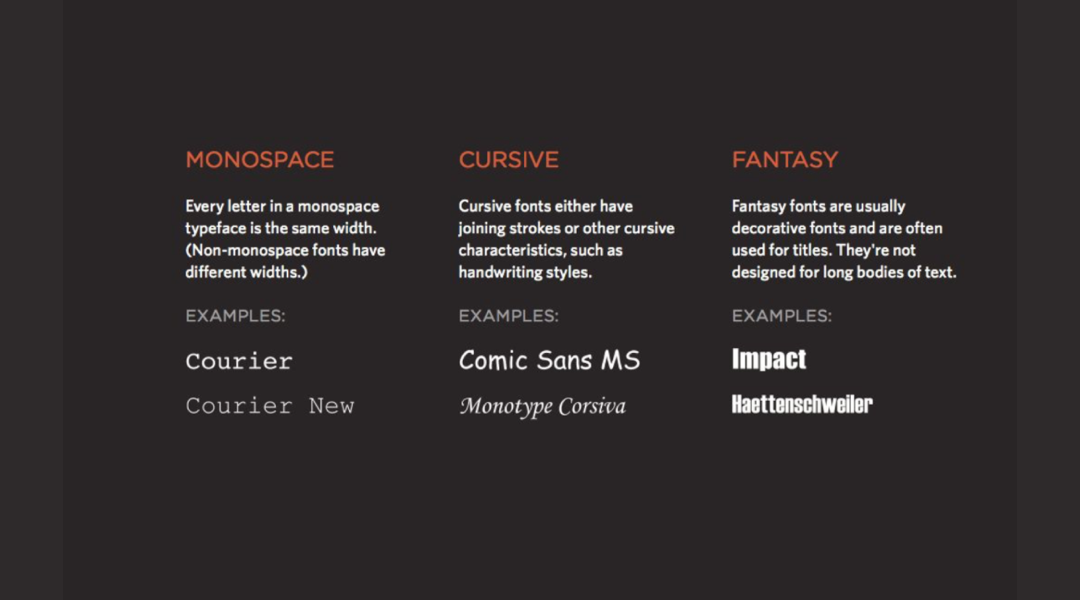 MONOSPACE
Every letter in a monospace
typeface is the same width.
(Non-monospace fonts have
different widths.)
EXAMPLES:
Courier
Courier New
CURSIVE
Cursive fonts either have
joining strokes or other cursive
characteristics, such as
handwriting styles.
EXAMPLES:
Comic Sans MS
Monotype Corsiva
FANTASY
Fantasy fonts are usually
decorative fonts and are often
used for titles. They're not
designed for long bodies of text.
EXAMPLES:
Impact
Haettenschweiler